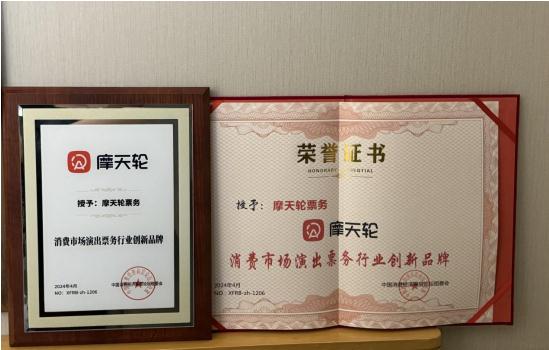 摩天轮
授予：摩天轮票务
消费市场演出票务行业创新品牌
2024年4月
NO：XFRB-zh-1206
荣誉证书
HONORARY CREDENTIAL
授予：摩天轮票务
摩天轮
消费市场演出票务行业创新品牌
2024年4月
NO：XFRB-zh-1206